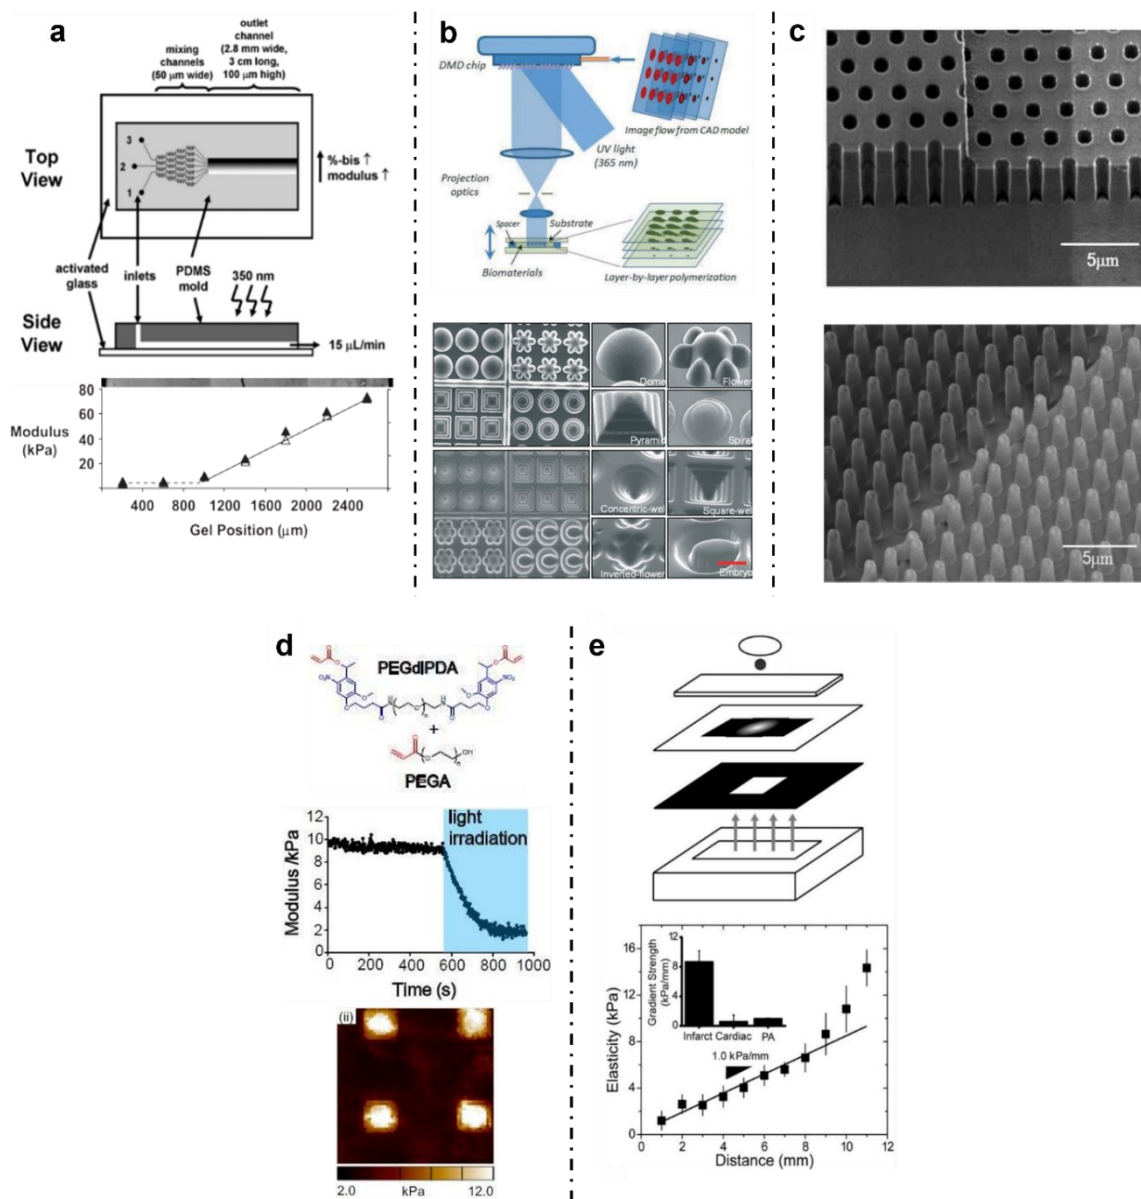 a
mixing
channels
(50 µm wide)
outlet
channel
(2.8 mm wide,
3 cm long,
100 µm high)
Top
View
3
2
1
%-bis ↑
modulus ↑
activated
glass
inlets
PDMS
mold
350 nm
Side
View
15 µL/min
Modulus
(kPa)
80
60
40
20
400 800 1200 1600 2000 2400
Gel Position (µm)
b
DMD chip
Image flow from CAD model
UV light
(365 nm)
Projection
optics
Spacer
Substrate
Biomaterials
Layer-by-layer polymerization
Dome
Flower
Pyramid
Spiral
Concentric-wel
Square-wel
Inverted-flower
Embryo
c
5µm
5µm
d
PEGdIPDA
O
O
O₂N
NO₂
O
O
O
H
N
O
n
H
N
O
O
+
O
O
n
OH
PEGA
light
irradiation
Modulus /kPa
12
10
8
6
4
2
0
0 200 400 600 800 1000
Time (s)
(ii)
2.0 kPa 12.0
e
Elasticity (kPa)
16
12
8
4
0
Gradient Strength
(kPa/mm)
12
8
4
0
Infarct Cardiac PA
1.0 kPa/mm
0 2 4 6 8 10 12
Distance (mm)